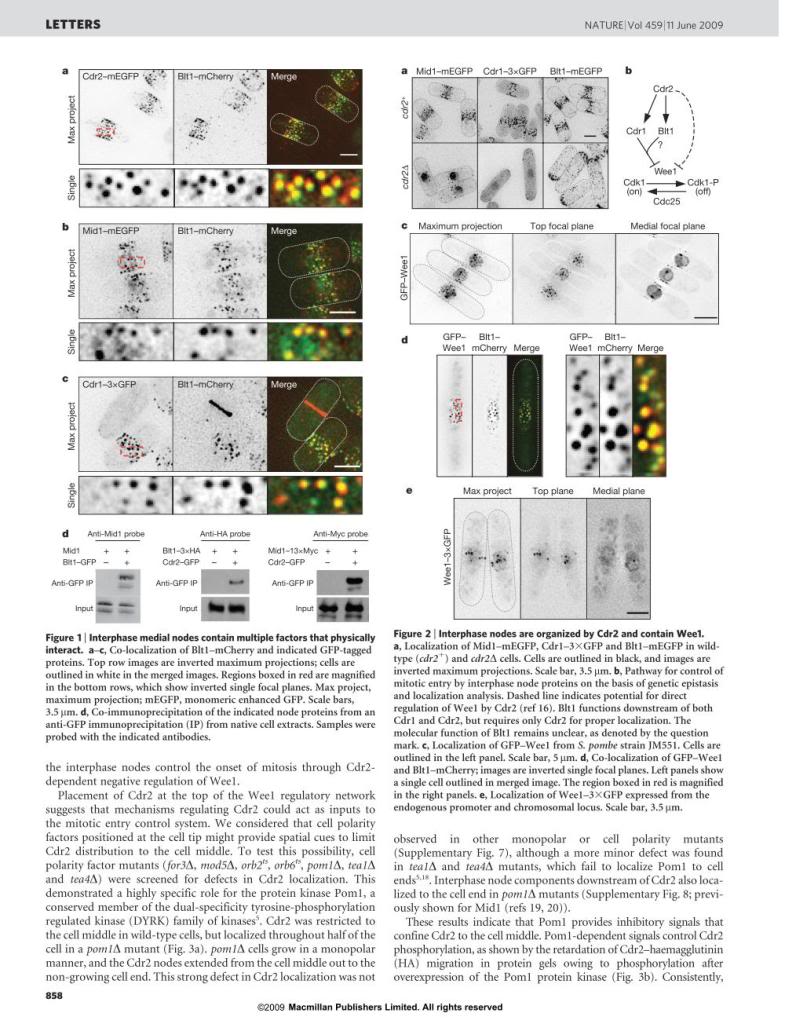 LETTERS
NATURE|Vol 459|11 June 2009
a
Cdr2–mEGFP
Blt1–mCherry
Merge
Max project
Single
b
Mid1–mEGFP
Blt1–mCherry
Merge
Max project
Single
c
Cdr1–3×GFP
Blt1–mCherry
Merge
Max project
Single
d
Anti-Mid1 probe
Anti-HA probe
Anti-Myc probe
Mid1 + +
Blt1–GFP – +
Blt1–3×HA + +
Cdr2–GFP – +
Mid1–13×Myc + +
Cdr2–GFP – +
Anti-GFP IP
Anti-GFP IP
Anti-GFP IP
Input
Input
Input
Figure 1 | Interphase medial nodes contain multiple factors that physically
interact. a–c, Co-localization of Blt1–mCherry and indicated GFP-tagged
proteins. Top row images are inverted maximum projections; cells are
outlined in white in the merged images. Regions boxed in red are magnified
in the bottom rows, which show inverted single focal planes. Max project,
maximum projection; mEGFP, monomeric enhanced GFP. Scale bars,
3.5 μm. d, Co-immunoprecipitation of the indicated node proteins from an
anti-GFP immunoprecipitation (IP) from native cell extracts. Samples were
probed with the indicated antibodies.
the interphase nodes control the onset of mitosis through Cdr2-
dependent negative regulation of Wee1.
Placement of Cdr2 at the top of the Wee1 regulatory network
suggests that mechanisms regulating Cdr2 could act as inputs to
the mitotic entry control system. We considered that cell polarity
factors positioned at the cell tip might provide spatial cues to limit
Cdr2 distribution to the cell middle. To test this possibility, cell
polarity factor mutants (for3Δ, mod5Δ, orb2ts, orb6ts, pom1Δ, tea1Δ
and tea4Δ) were screened for defects in Cdr2 localization. This
demonstrated a highly specific role for the protein kinase Pom1, a
conserved member of the dual-specificity tyrosine-phosphorylation
regulated kinase (DYRK) family of kinases5. Cdr2 was restricted to
the cell middle in wild-type cells, but localized throughout half of the
cell in a pom1Δ mutant (Fig. 3a). pom1Δ cells grow in a monopolar
manner, and the Cdr2 nodes extended from the cell middle out to the
non-growing cell end. This strong defect in Cdr2 localization was not
a
Mid1–mEGFP
Cdr1–3×GFP
Blt1–mEGFP
cdr2+
cdr2Δ
b
Cdr2
Cdr1
Blt1
?
Wee1
Cdk1
(on)
Cdk1-P
(off)
Cdc25
c
Maximum projection
Top focal plane
Medial focal plane
GFP–Wee1
d
GFP–
Wee1
Blt1–
mCherry
Merge
GFP–
Wee1
Blt1–
mCherry
Merge
e
Max project
Top plane
Medial plane
Wee1–3×GFP
Figure 2 | Interphase nodes are organized by Cdr2 and contain Wee1.
a, Localization of Mid1–mEGFP, Cdr1–3×GFP and Blt1–mEGFP in wild-
type (cdr2+) and cdr2Δ cells. Cells are outlined in black, and images are
inverted maximum projections. Scale bar, 3.5 μm. b, Pathway for control of
mitotic entry by interphase node proteins on the basis of genetic epistasis
and localization analysis. Dashed line indicates potential for direct
regulation of Wee1 by Cdr2 (ref 16). Blt1 functions downstream of both
Cdr1 and Cdr2, but requires only Cdr2 for proper localization. The
molecular function of Blt1 remains unclear, as denoted by the question
mark. c, Localization of GFP–Wee1 from S. pombe strain JM551. Cells are
outlined in the left panel. Scale bar, 5 μm. d, Co-localization of GFP–Wee1
and Blt1–mCherry; images are inverted single focal planes. Left panels show
a single cell outlined in merged image. The region boxed in red is magnified
in the right panels. e, Localization of Wee1–3×GFP expressed from the
endogenous promoter and chromosomal locus. Scale bar, 3.5 μm.
observed in other monopolar or cell polarity mutants
(Supplementary Fig. 7), although a more minor defect was found
in tea1Δ and tea4Δ mutants, which fail to localize Pom1 to cell
ends5,18. Interphase node components downstream of Cdr2 also loca-
lized to the cell end in pom1Δ mutants (Supplementary Fig. 8; previ-
ously shown for Mid1 (refs 19, 20)).
These results indicate that Pom1 provides inhibitory signals that
confine Cdr2 to the cell middle. Pom1-dependent signals control Cdr2
phosphorylation, as shown by the retardation of Cdr2–haemagglutinin
(HA) migration in protein gels owing to phosphorylation after
overexpression of the Pom1 protein kinase (Fig. 3b). Consistently,
858
©2009 Macmillan Publishers Limited. All rights reserved